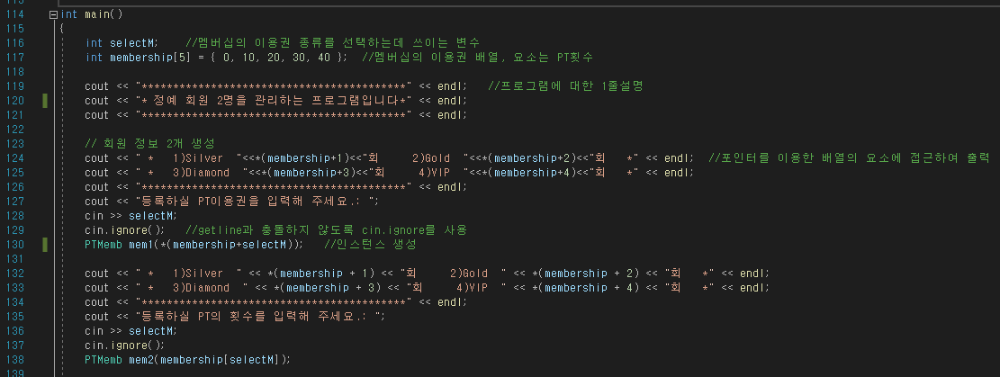 113
114 int main()
115 {
116 int selectM; //멤버십의 이용권 종류를 선택하는데 쓰이는 변수
117 int membership[5] = { 0, 10, 20, 30, 40 }; //멤버십의 이용권 배열, 요소는 PT횟수
118
119 cout << "****************************************" << endl; //프로그램에 대한 1줄설명
120 cout << "* 정예 회원 2명을 관리하는 프로그램입니다*" << endl;
121 cout << "****************************************" << endl;
122
123 // 회원 정보 2개 생성
124 cout << " * 1)Silver "<<*(membership+1)<<"회 2)Gold "<<*(membership+2)<<"회 *" << endl; //포인터를 이용한 배열의 요소에 접근하여 출력
125 cout << " * 3)Diamond "<<*(membership+3)<<"회 4)VIP "<<*(membership+4)<<"회 *" << endl;
126 cout << "****************************************" << endl;
127 cout << "등록하실 PT이용권을 입력해 주세요.: ";
128 cin >> selectM;
129 cin.ignore(); //getline과 충돌하지 않도록 cin.ignore를 사용
130 PTMemb mem1(*(membership+selectM)); //인스턴스 생성
131
132 cout << " * 1)Silver " << *(membership + 1) << "회 2)Gold " << *(membership + 2) << "회 *" << endl;
133 cout << " * 3)Diamond " << *(membership + 3) << "회 4)VIP " << *(membership + 4) << "회 *" << endl;
134 cout << "****************************************" << endl;
135 cout << "등록하실 PT의 횟수를 입력해 주세요.: ";
136 cin >> selectM;
137 cin.ignore();
138 PTMemb mem2(membership[selectM]);
139